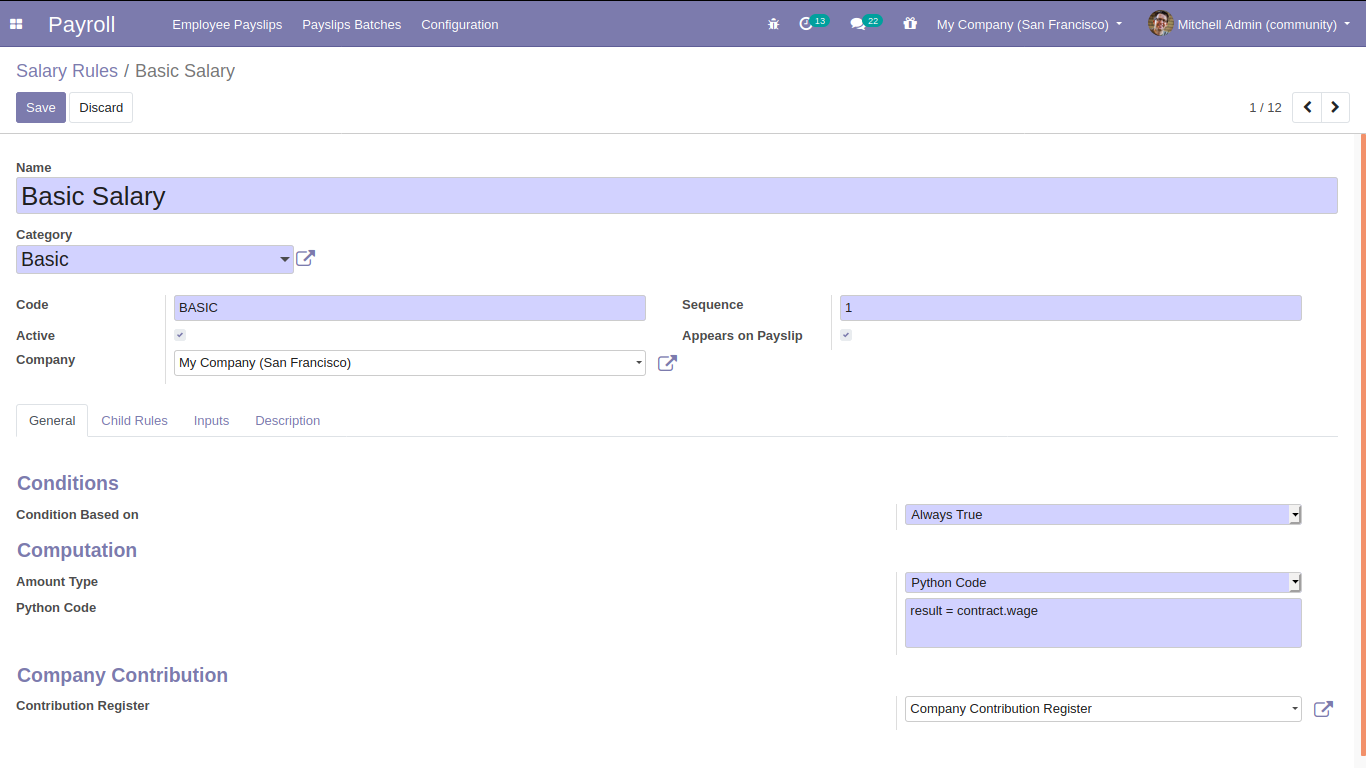 Payroll Employee Payslips Payslips Batches Configuration 13 22 My Company (San Francisco) Mitchell Admin (community)
Salary Rules / Basic Salary
Save Discard 1 / 12
Name
Basic Salary
Category
Basic
Code BASIC Sequence 1
Active Appears on Payslip
Company My Company (San Francisco)
General Child Rules Inputs Description
Conditions
Condition Based on Always True
Computation
Amount Type Python Code
Python Code result = contract.wage
Company Contribution
Contribution Register Company Contribution Register